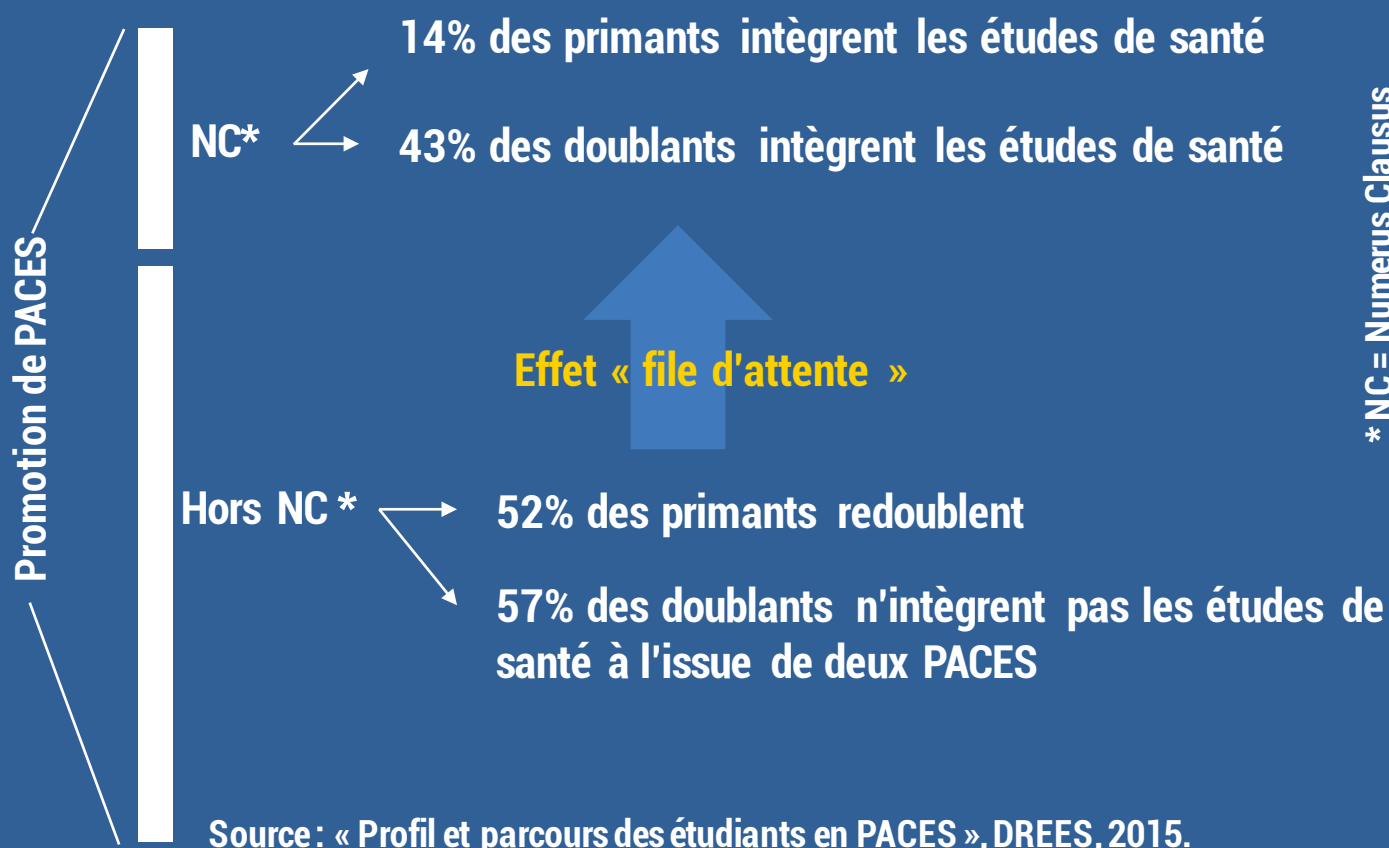 14% des primants intègrent les études de santé
NC*
43% des doublants intègrent les études de santé
* NC = Numerus Clausus
Promotion de PACES
Effet « file d'attente »
Hors NC *
52% des primants redoublent
57% des doublants n'intègrent pas les études de
santé à l'issue de deux PACES
Source : « Profil et parcours des étudiants en PACES », DREES, 2015.